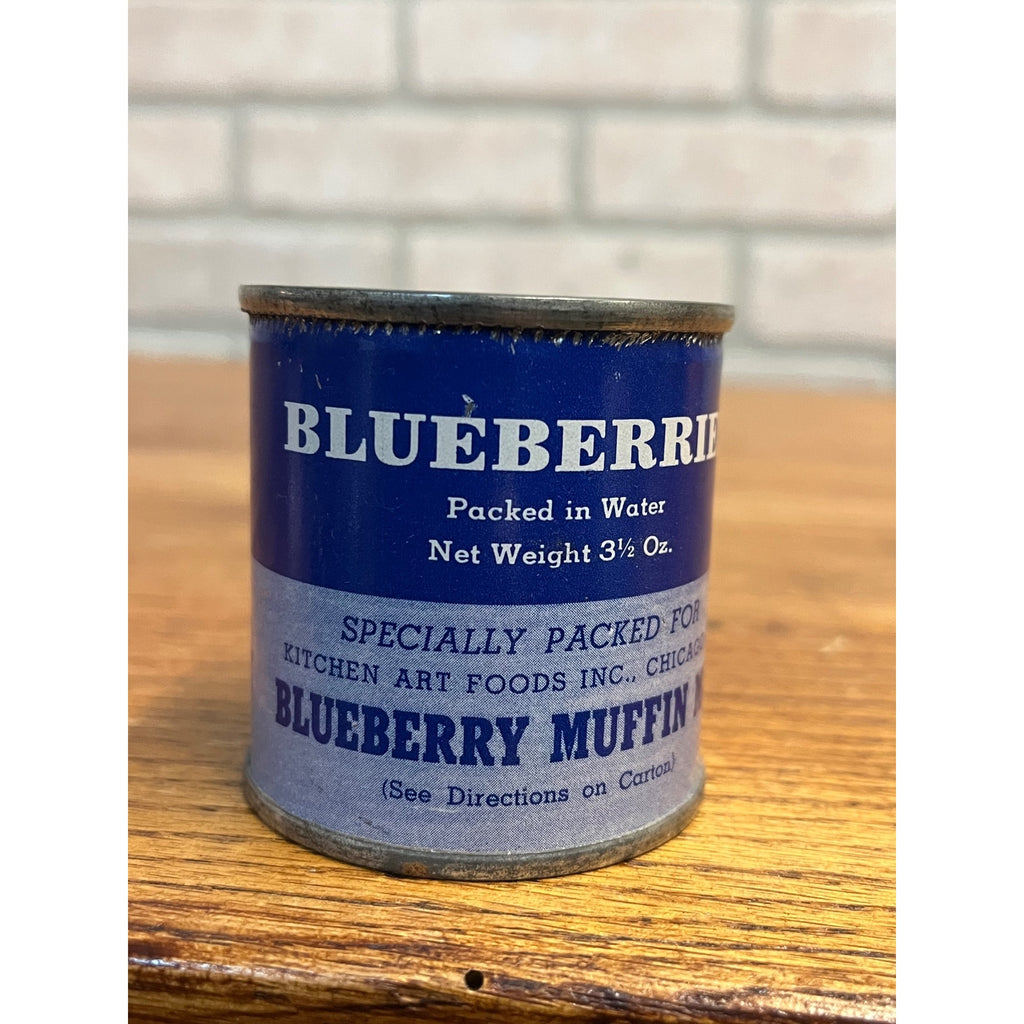 BLUEBERRIE
Packed in Water
Net Weight 3½ Oz.
SPECIALLY PACKED FOR
KITCHEN ART FOODS INC., CHICAGO
BLUEBERRY MUFFIN
(See Directions on Carton)